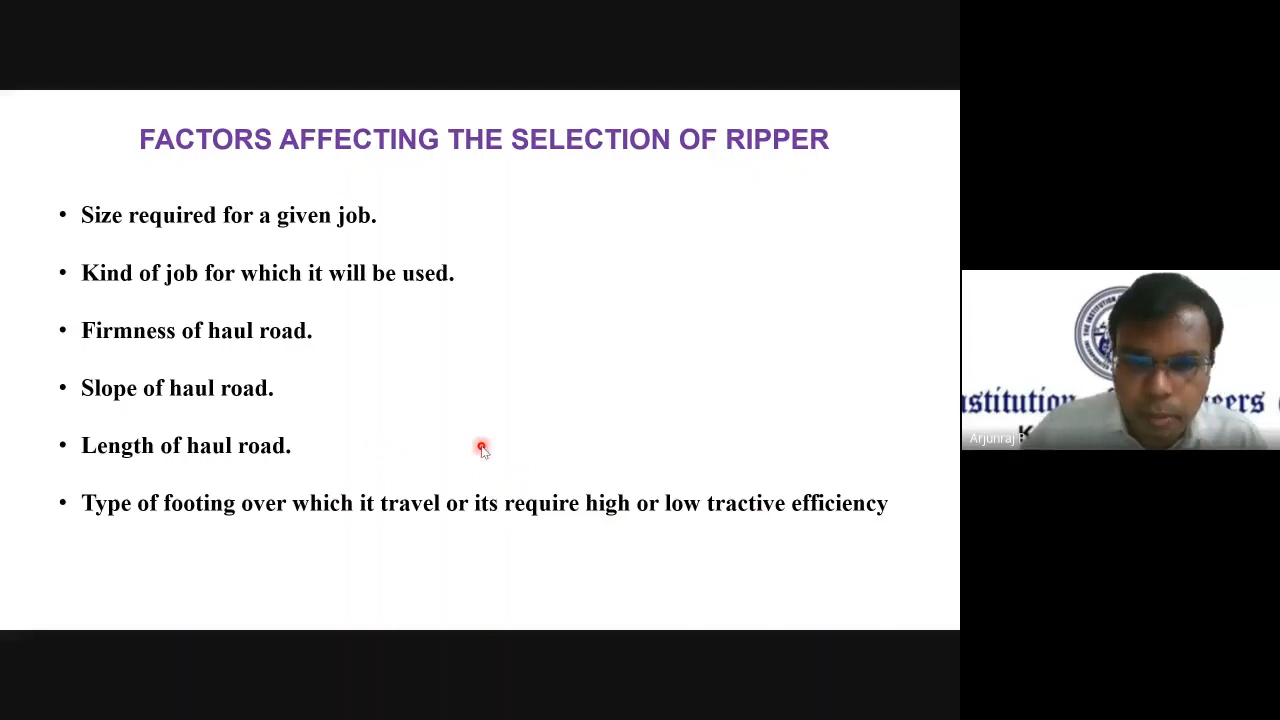 FACTORS AFFECTING THE SELECTION OF RIPPER
• Size required for a given job.
• Kind of job for which it will be used.
• Firmness of haul road.
• Slope of haul road.
• Length of haul road.
• Type of footing over which it travel or its require high or low tractive efficiency
Arjunraj